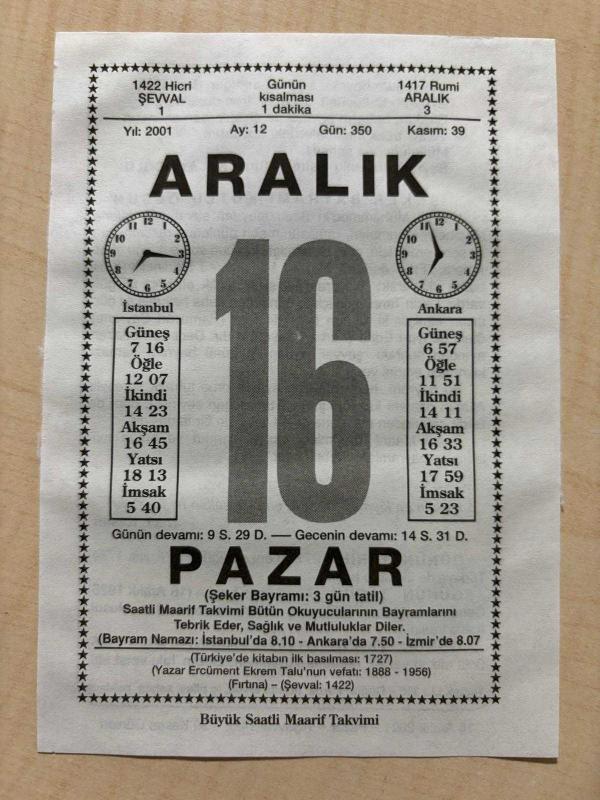 1422 Hicri
ŞEVVAL
1
Günün
kısalması
1 dakika
1417 Rumi
ARALIK
3
Yıl: 2001 Ay: 12 Gün: 350 Kasım: 39
ARALIK
16
İstanbul
Güneş
7 16
Öğle
12 07
İkindi
14 23
Akşam
16 45
Yatsı
18 13
İmsak
5 40
Ankara
Güneş
6 57
Öğle
11 51
İkindi
14 11
Akşam
16 33
Yatsı
17 59
İmsak
5 23
Günün devamı: 9 S. 29 D. — Gecenin devamı: 14 S. 31 D.
PAZAR
(Şeker Bayramı: 3 gün tatil)
Saatli Maarif Takvimi Bütün Okuyucularının Bayramlarını
Tebrik Eder, Sağlık ve Mutluluklar Diler.
(Bayram Namazı: İstanbul'da 8.10 - Ankara'da 7.50 - İzmir'de 8.07
(Türkiye'de kitabın ilk basılması: 1727)
(Yazar Ercüment Ekrem Talu'nun vefatı: 1888 - 1956)
(Fırtına) – (Şevval: 1422)
Büyük Saatli Maarif Takvimi